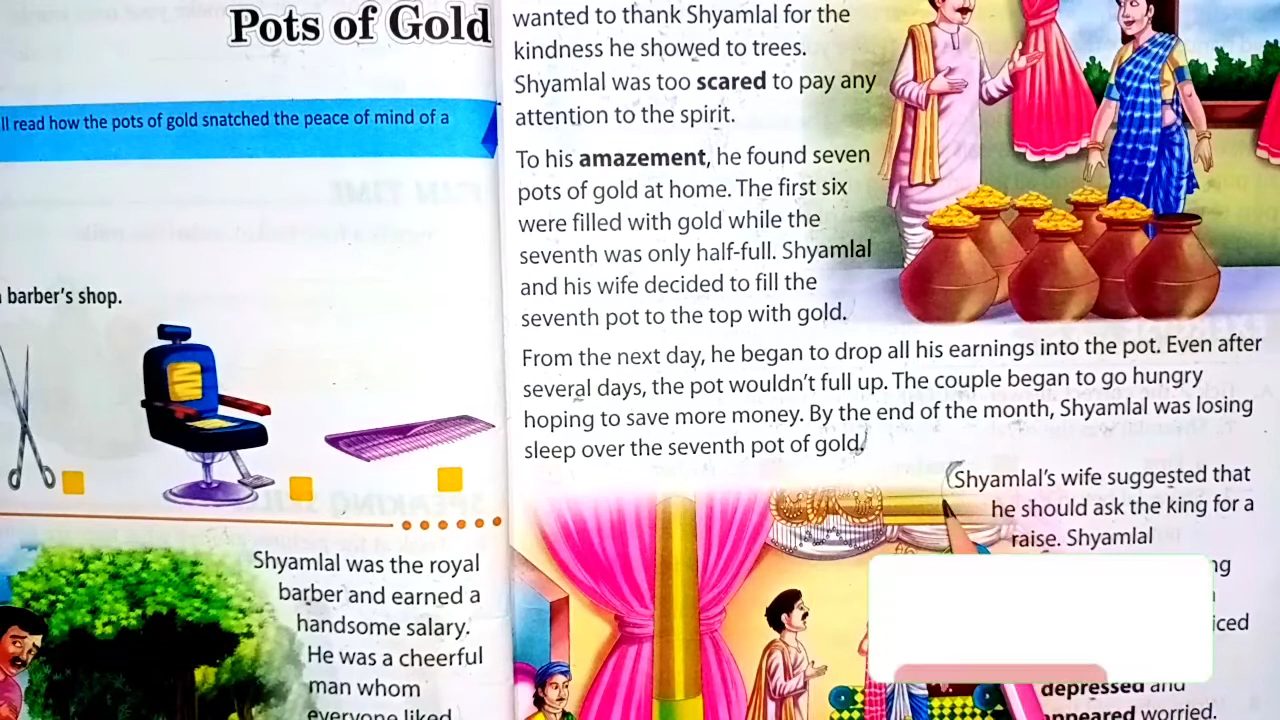 Pots of Gold
ll read how the pots of gold snatched the peace of mind of a
barber's shop.
Shyamlal was the royal
barber and earned a
handsome salary.
He was a cheerful
man whom
everyone liked
wanted to thank Shyamlal for the
kindness he showed to trees.
Shyamlal was too scared to pay any
attention to the spirit.
To his amazement, he found seven
pots of gold at home. The first six
were filled with gold while the
seventh was only half-full. Shyamlal
and his wife decided to fill the
seventh pot to the top with gold.
From the next day, he began to drop all his earnings into the pot. Even after
several days, the pot wouldn't full up. The couple began to go hungry
hoping to save more money. By the end of the month, Shyamlal was losing
sleep over the seventh pot of gold.
(Shyamlal's wife suggested that
he should ask the king for a
raise. Shyamlal
ng
iced
depressed and
appeared worried.